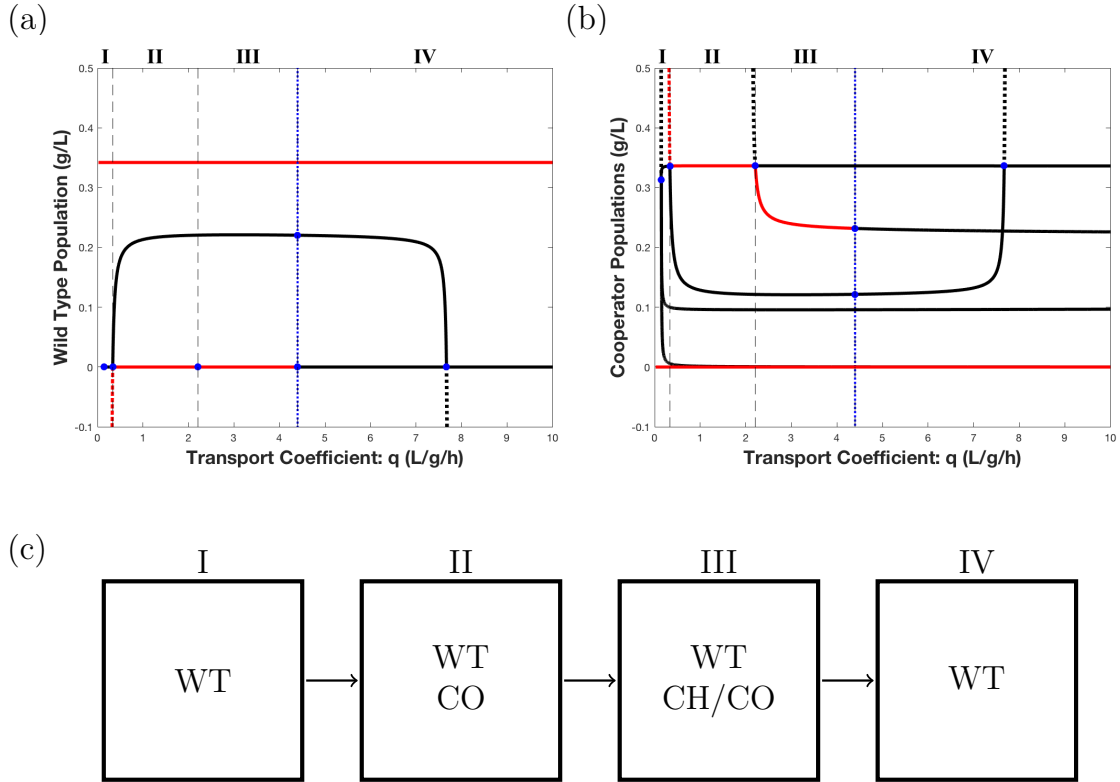 (a)
I II III IV
Wild Type Population (g/L)
0.5
0.4
0.3
0.2
0.1
0
-0.1
0 1 2 3 4 5 6 7 8 9 10
Transport Coefficient: q (L/g/h)
(b)
I II III IV
Cooperator Populations (g/L)
0.5
0.4
0.3
0.2
0.1
0
-0.1
0 1 2 3 4 5 6 7 8 9 10
Transport Coefficient: q (L/g/h)
(c)
I
WT
II
WT
CO
III
WT
CH/CO
IV
WT